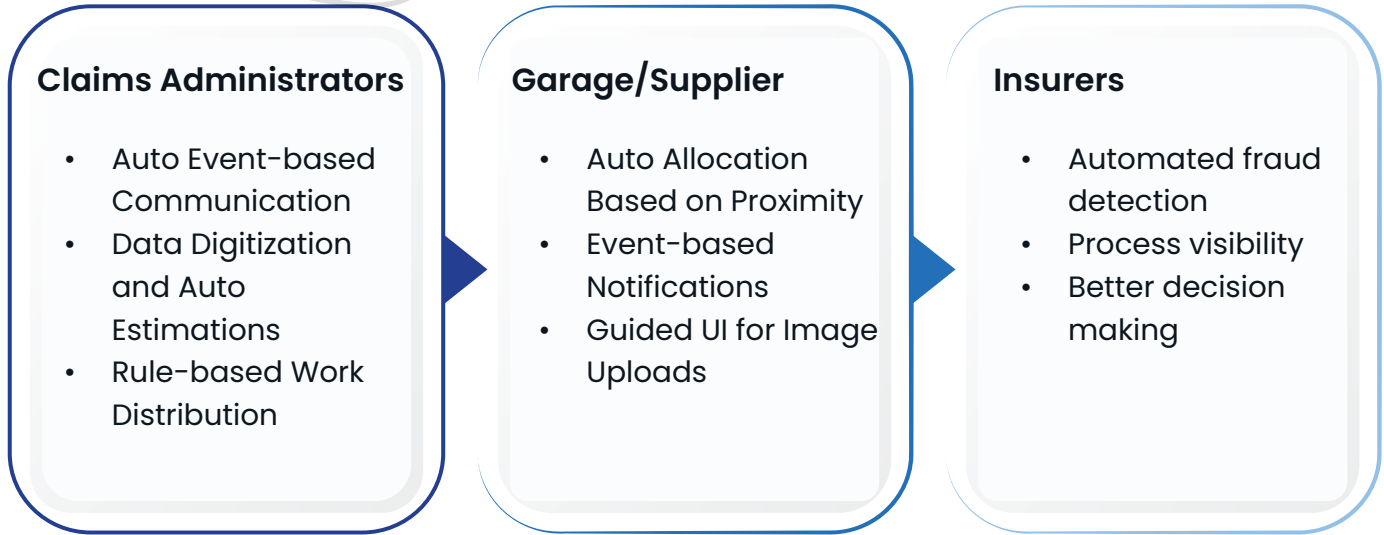 Claims Administrators
• Auto Event-based
Communication
• Data Digitization
and Auto
Estimations
• Rule-based Work
Distribution
Garage/Supplier
• Auto Allocation
Based on Proximity
• Event-based
Notifications
• Guided UI for Image
Uploads
Insurers
• Automated fraud
detection
• Process visibility
• Better decision
making